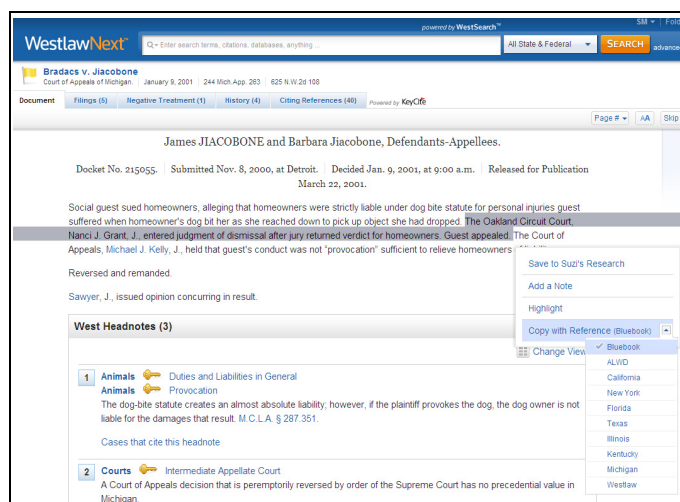 powered by WestSearch™
SM
Fold
WestlawNext™
Enter search terms, citations, databases, anything ...
All State & Federal
SEARCH
advanced
Bradacs v. Jiacobone
Court of Appeals of Michigan. January 9, 2001 244 Mich.App. 263 625 N.W.2d 108
Document Filings (5) Negative Treatment (1) History (4) Citing References (40) Powered by KeyCite
Page # AA Skip
James JIACOBONE and Barbara Jiacobone, Defendants-Appellees.
Docket No. 215055. Submitted Nov. 8, 2000, at Detroit. Decided Jan. 9, 2001, at 9:00 a.m. Released for Publication
March 22, 2001.
Social guest sued homeowners, alleging that homeowners were strictly liable under dog bite statute for personal injuries guest
suffered when homeowner's dog bit her as she reached down to pick up object she had dropped. The Oakland Circuit Court,
Nanci J. Grant, J., entered judgment of dismissal after jury returned verdict for homeowners. Guest appealed. The Court of
Appeals, Michael J. Kelly, J., held that guest's conduct was not "provocation" sufficient to relieve homeowners
Reversed and remanded.
Sawyer, J., issued opinion concurring in result.
Save to Suzi's Research
Add a Note
Highlight
Copy with Reference (Bluebook)
Bluebook
ALWD
California
New York
Florida
Texas
Illinois
Kentucky
Michigan
Westlaw
West Headnotes (3)
Change View
1 Animals Duties and Liabilities in General
Animals Provocation
The dog-bite statute creates an almost absolute liability; however, if the plaintiff provokes the dog, the dog owner is not
liable for the damages that result. M.C.L.A. § 287.351.
Cases that cite this headnote
2 Courts Intermediate Appellate Court
A Court of Appeals decision that is peremptorily reversed by order of the Supreme Court has no precedential value in
Michigan.